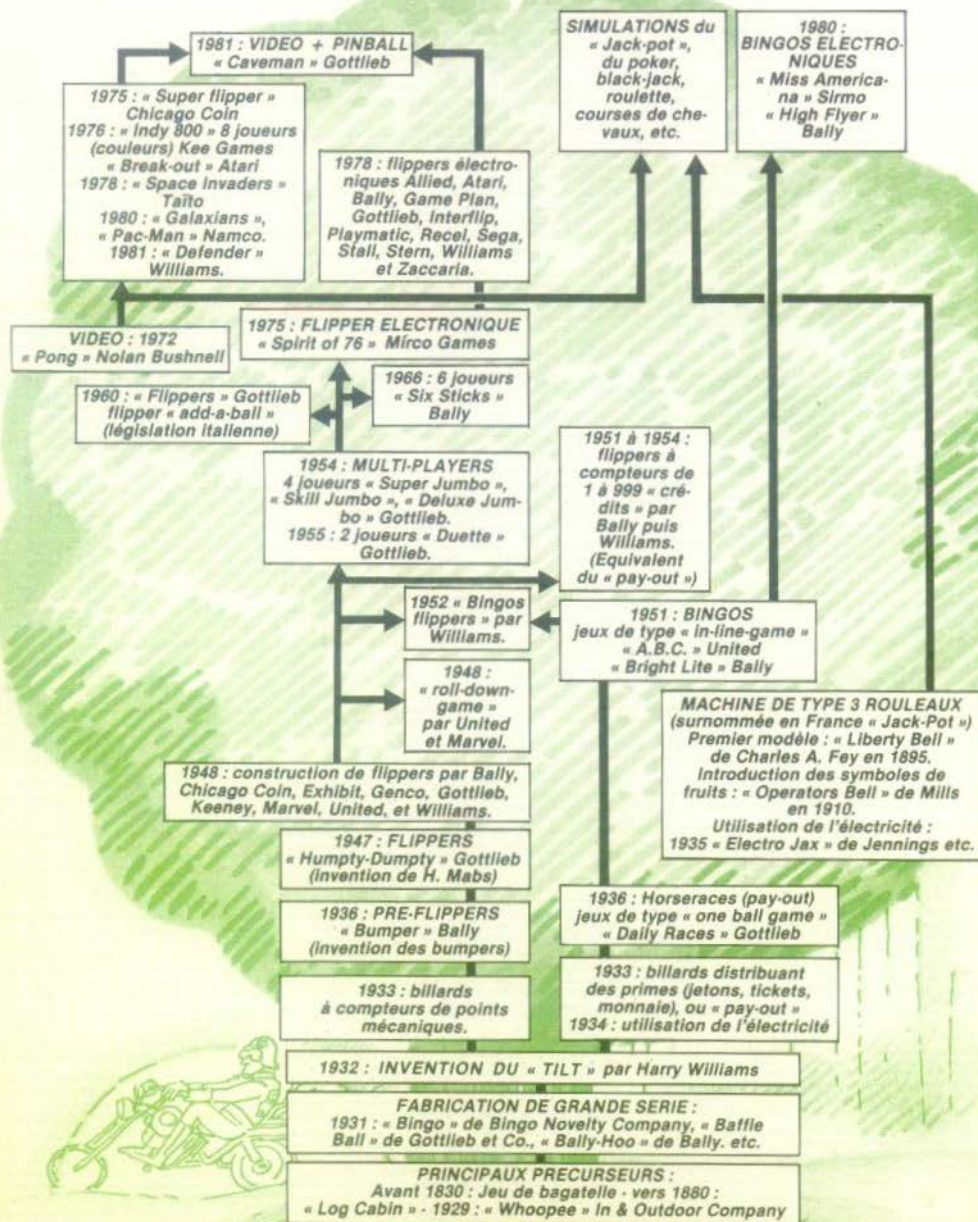 1981 : VIDEO + PINBALL
« Caveman » Gottlieb
SIMULATIONS du
« Jack-pot »,
du poker,
black-jack,
roulette,
courses de che-
vaux, etc.
1980 :
BINGOS ELECTRO-
NIQUES
« Miss America-
na » Sirmo
« High Flyer »
Bally
1975 : « Super flipper »
Chicago Coin
1976 : « Indy 800 » 8 joueurs
(couleurs) Kee Games
« Break-out » Atari
1978 : « Space Invaders »
Taïto
1980 : « Galaxians »,
« Pac-Man » Namco.
1981 : « Defender »
Williams.
1978 : flippers électro-
niques Allied, Atari,
Bally, Game Plan,
Gottlieb, Interflip,
Playmatic, Recel, Sega,
Stall, Stern, Williams
et Zaccaria.
VIDEO : 1972
« Pong » Nolan Bushnell
1975 : FLIPPER ELECTRONIQUE
« Spirit of 76 » Mirco Games
1960 : « Flippers » Gottlieb
flipper « add-a-ball »
(législation italienne)
1966 : 6 joueurs
« Six Sticks »
Bally
1954 : MULTI-PLAYERS
4 joueurs « Super Jumbo »,
« Skill Jumbo », « Deluxe Jum-
bo » Gottlieb.
1955 : 2 joueurs « Duette »
Gottlieb.
1951 à 1954 :
flippers à
compteurs de
1 à 999 « cré-
dits » par
Bally puis
Williams.
(Equivalent
du « pay-out »)
1952 « Bingos
flippers » par
Williams.
1951 : BINGOS
jeux de type « in-line-game »
« A.B.C. » United
« Bright Lite » Bally
1948 :
« roll-down-
game »
par United
et Marvel.
MACHINE DE TYPE 3 ROULEAUX
(surnommée en France « Jack-Pot »)
Premier modèle : « Liberty Bell »
de Charles A. Fey en 1895.
Introduction des symboles de
fruits : « Operators Bell » de Mills
en 1910.
Utilisation de l'électricité :
1935 « Electro Jax » de Jennings etc.
1948 : construction de flippers par Bally,
Chicago Coin, Exhibit, Genco, Gottlieb,
Keeney, Marvel, United, et Williams.
1947 : FLIPPERS
« Humpty-Dumpty » Gottlieb
(invention de H. Mabs)
1936 : PRE-FLIPPERS
« Bumper » Bally
(invention des bumpers)
1936 : Horseraces (pay-out)
jeux de type « one ball game »
« Daily Races » Gottlieb
1933 : billards
à compteurs de points
mécaniques.
1933 : billards distribuant
des primes (jetons, tickets,
monnaie), ou « pay-out »
1934 : utilisation de l'électricité
1932 : INVENTION DU « TILT » par Harry Williams
FABRICATION DE GRANDE SERIE :
1931 : « Bingo » de Bingo Novelty Company, « Baffle
Ball » de Gottlieb et Co., « Bally-Hoo » de Bally. etc.
PRINCIPAUX PRECURSEURS :
Avant 1830 : Jeu de bagatelle - vers 1880 :
« Log Cabin » - 1929 : « Whoopee » In & Outdoor Company